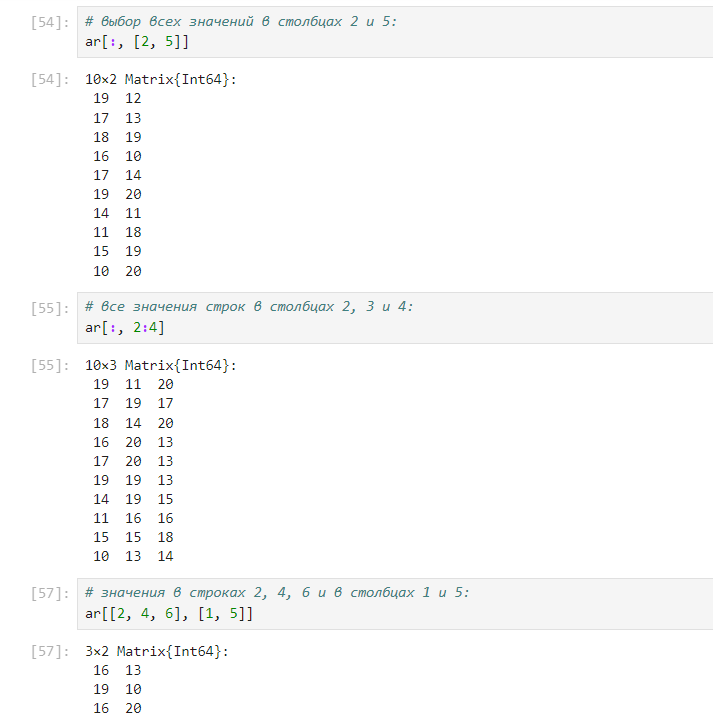 [54]: # выбор всех значений в столбцах 2 и 5:
ar[:, [2, 5]]
[54]: 10×2 Matrix{Int64}:
19 12
17 13
18 19
16 10
17 14
19 20
14 11
11 18
15 19
10 20
[55]: # все значения строк в столбцах 2, 3 и 4:
ar[:, 2:4]
[55]: 10×3 Matrix{Int64}:
19 11 20
17 19 17
18 14 20
16 20 13
17 20 13
19 19 13
14 19 15
11 16 16
15 15 18
10 13 14
[57]: # значения в строках 2, 4, 6 и в столбцах 1 и 5:
ar[[2, 4, 6], [1, 5]]
[57]: 3×2 Matrix{Int64}:
16 13
19 10
16 20